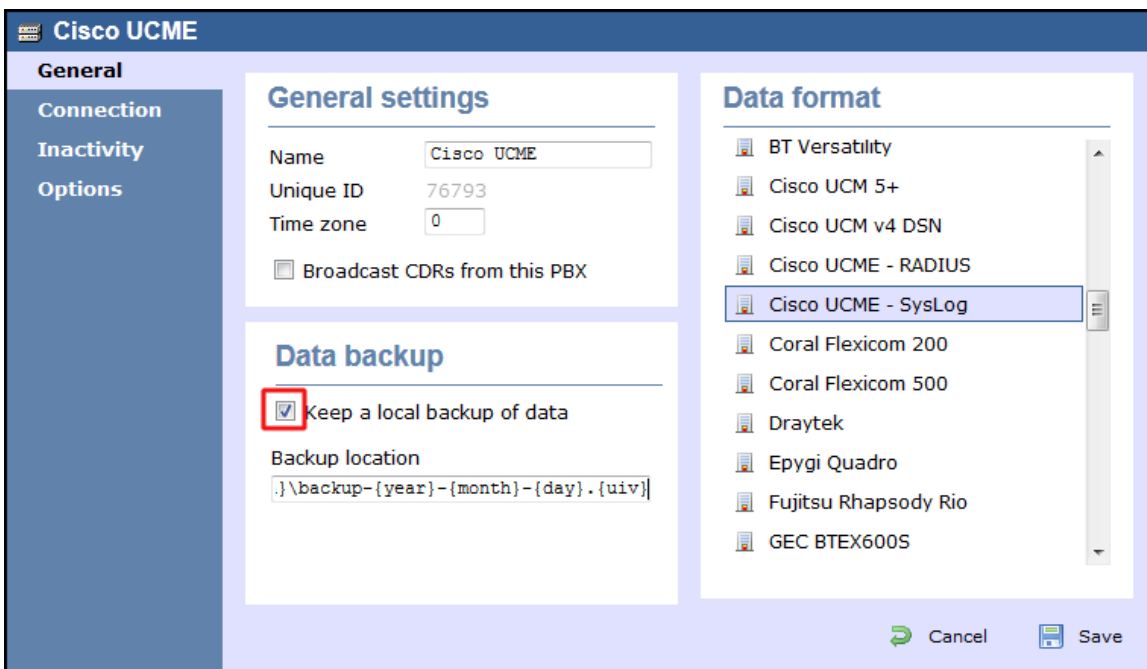 Cisco UCME
General
Connection
Inactivity
Options
General settings
Name Cisco UCME
Unique ID 76793
Time zone 0
Broadcast CDRs from this PBX
Data backup
Keep a local backup of data
Backup location
.}\backup-{year}-{month}-{day}.{uiv}
Data format
BT Versatility
Cisco UCM 5+
Cisco UCM v4 DSN
Cisco UCME - RADIUS
Cisco UCME - SysLog
Coral Flexicom 200
Coral Flexicom 500
Draytek
Epygi Quadro
Fujitsu Rhapsody Rio
GEC BTEX600S
Cancel Save